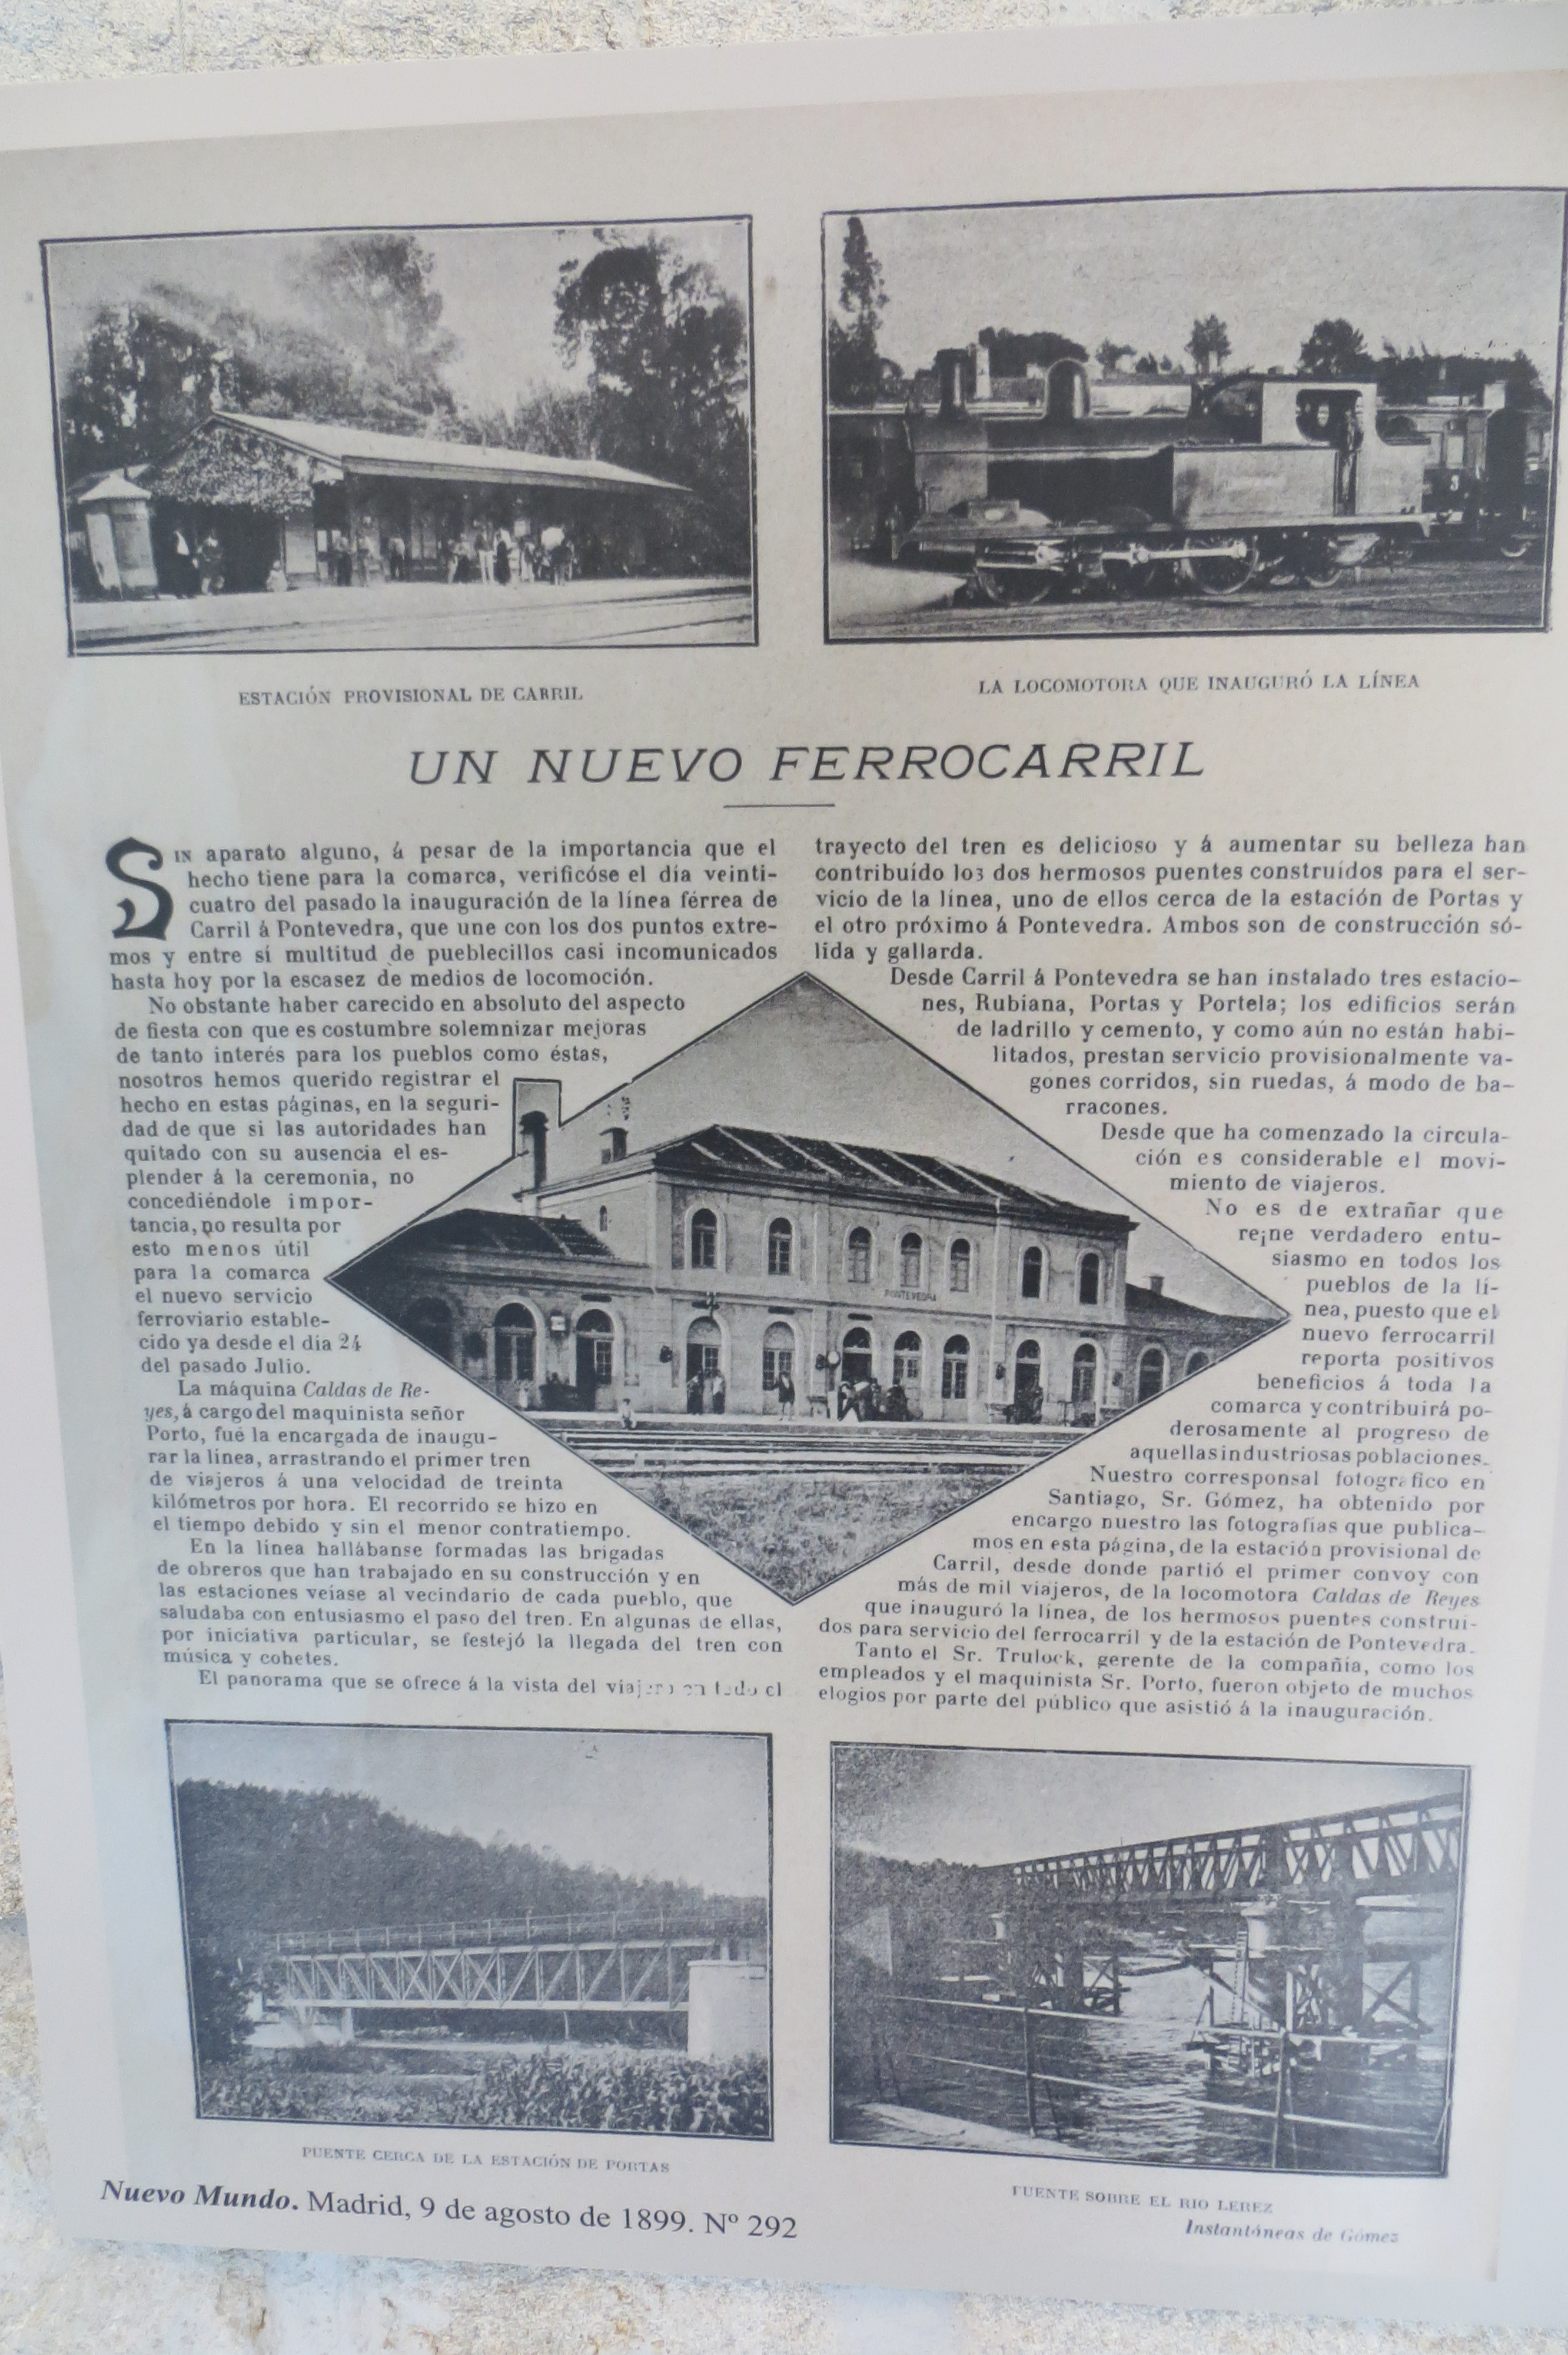 ESTACIÓN PROVISIONAL DE CARRIL
LA LOCOMOTORA QUE INAUGURÓ LA LÍNEA
UN NUEVO FERROCARRIL
SIN aparato alguno, á pesar de la importancia que el
hecho tiene para la comarca, verificóse el día veinti-
cuatro del pasado la inauguración de la línea férrea de
Carril á Pontevedra, que une con los dos puntos extre-
mos y entre sí multitud de pueblecillos casi incomunicados
hasta hoy por la escasez de medios de locomoción.
No obstante haber carecido en absoluto del aspecto
de fiesta con que es costumbre solemnizar mejoras
de tanto interés para los pueblos como éstas,
nosotros hemos querido registrar el
hecho en estas páginas, en la seguri-
dad de que si las autoridades han
quitado con su ausencia el es-
plender á la ceremonia, no
concediéndole impor-
tancia, no resulta por
esto menos útil
para la comarca
el nuevo servicio
ferroviario estable-
cido ya desde el día 24
del pasado Julio.
La máquina Caldas de Re-
yes, á cargo del maquinista señor
Porto, fué la encargada de inaugu-
rar la línea, arrastrando el primer tren
de viajeros á una velocidad de treinta
kilómetros por hora. El recorrido se hizo en
el tiempo debido y sin el menor contratiempo.
En la línea hallábanse formadas las brigadas
de obreros que han trabajado en su construcción y en
las estaciones veíase al vecindario de cada pueblo, que
saludaba con entusiasmo el paso del tren. En algunas de ellas,
por iniciativa particular, se festejó la llegada del tren con
música y cohetes.
El panorama que se ofrece á la vista del viajero en todo el
trayecto del tren es delicioso y á aumentar su belleza han
contribuído los dos hermosos puentes construídos para el ser-
vicio de la línea, uno de ellos cerca de la estación de Portas y
el otro próximo á Pontevedra. Ambos son de construcción só-
lida y gallarda.
Desde Carril á Pontevedra se han instalado tres estacio-
nes, Rubiana, Portas y Portela; los edificios serán
de ladrillo y cemento, y como aún no están habi-
litados, prestan servicio provisionalmente va-
gones corridos, sin ruedas, á modo de ba-
rracones.
Desde que ha comenzado la circula-
ción es considerable el movi-
miento de viajeros.
No es de extrañar que
reine verdadero entu-
siasmo en todos los
pueblos de la lí-
nea, puesto que el
nuevo ferrocarril
reporta positivos
beneficios á toda la
comarca y contribuirá po-
derosamente al progreso de
aquellas industriosas poblaciones.
Nuestro corresponsal fotográfico en
Santiago, Sr. Gómez, ha obtenido por
encargo nuestro las fotografías que publica-
mos en esta página, de la estación provisional de
Carril, desde donde partió el primer convoy con
más de mil viajeros, de la locomotora Caldas de Reyes
que inauguró la línea, de los hermosos puentes construí-
dos para servicio del ferrocarril y de la estación de Pontevedra.
Tanto el Sr. Trulock, gerente de la compañía, como los
empleados y el maquinista Sr. Porto, fueron objeto de muchos
elogios por parte del público que asistió á la inauguración.
PONTEVEDRA
3
PUENTE CERCA DE LA ESTACIÓN DE PORTAS
PUENTE SOBRE EL RIO LEREZ
Instantáneas de Gómez
Nuevo Mundo. Madrid, 9 de agosto de 1899. Nº 292